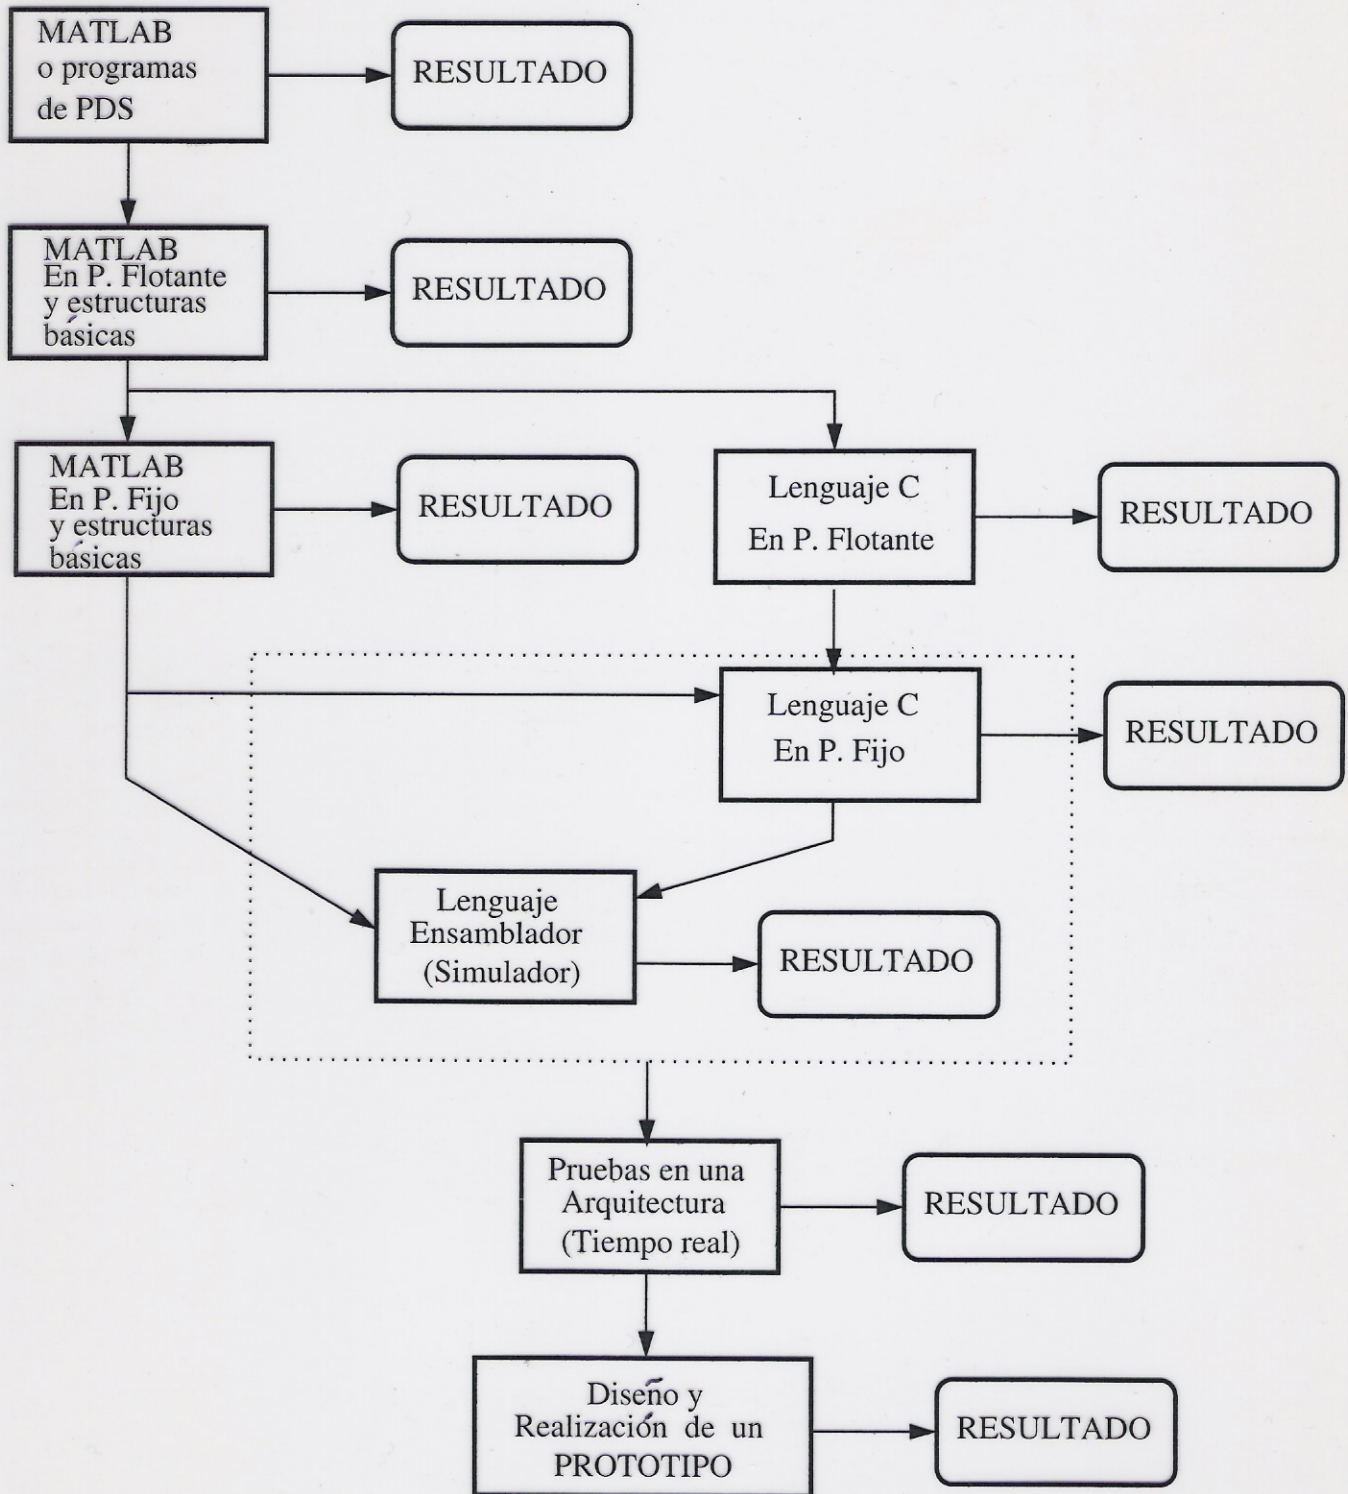 MATLAB
o programas
de PDS
RESULTADO
MATLAB
En P. Flotante
y estructuras
básicas
RESULTADO
MATLAB
En P. Fijo
y estructuras
básicas
RESULTADO
Lenguaje C
En P. Flotante
RESULTADO
Lenguaje C
En P. Fijo
RESULTADO
Lenguaje
Ensamblador
(Simulador)
RESULTADO
Pruebas en una
Arquitectura
(Tiempo real)
RESULTADO
Diseño y
Realización de un
PROTOTIPO
RESULTADO